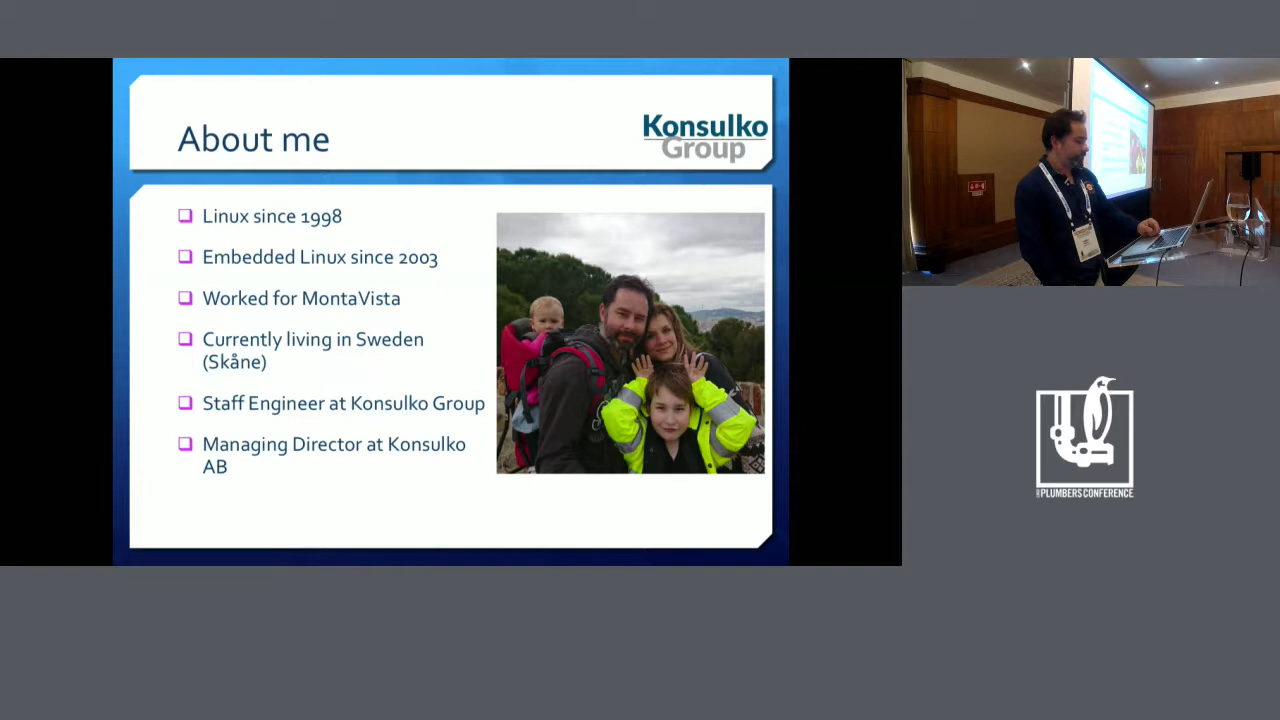 About me
Konsulko
Group
Linux since 1998
Embedded Linux since 2003
Worked for MontaVista
Currently living in Sweden
(Skåne)
Staff Engineer at Konsulko Group
Managing Director at Konsulko
AB
PLUMBERS CONFERENCE